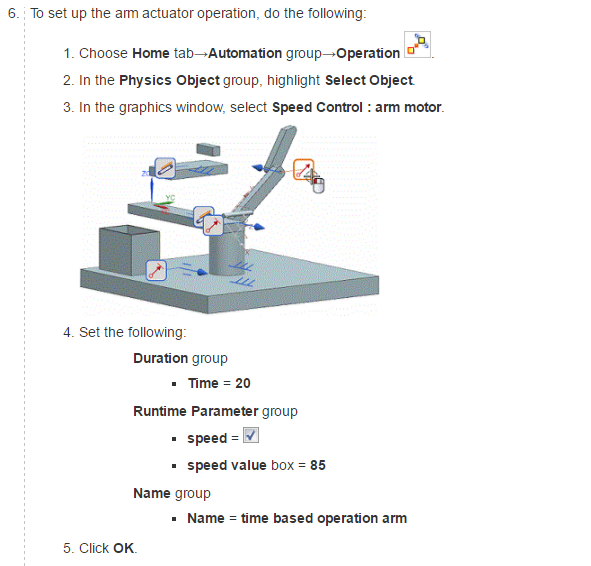 6. To set up the arm actuator operation, do the following:
1. Choose Home tab→Automation group→Operation .
2. In the Physics Object group, highlight Select Object.
3. In the graphics window, select Speed Control : arm motor.
ZC
YC
4. Set the following:
Duration group
▪ Time = 20
Runtime Parameter group
▪ speed = ☑
▪ speed value box = 85
Name group
▪ Name = time based operation arm
5. Click OK.